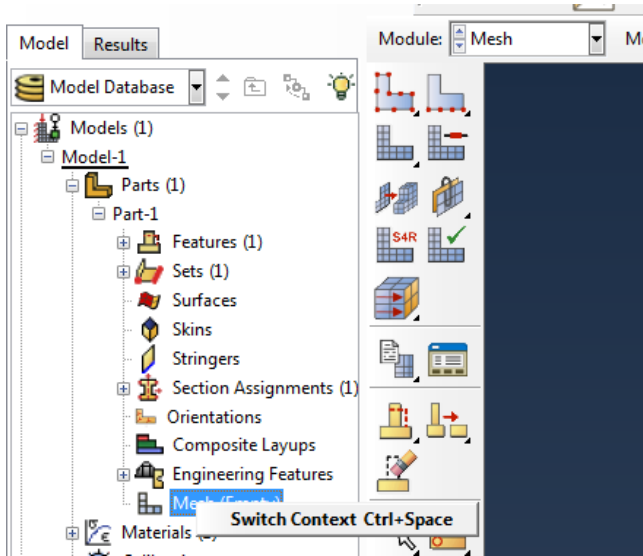 Model Results
Module: Mesh
Model Database
Models (1)
Model-1
Parts (1)
Part-1
Features (1)
Sets (1)
Surfaces
Skins
Stringers
Section Assignments (1)
Orientations
Composite Layups
Engineering Features
Mesh (Empty)
Switch Context Ctrl+Space
Materials
S4R